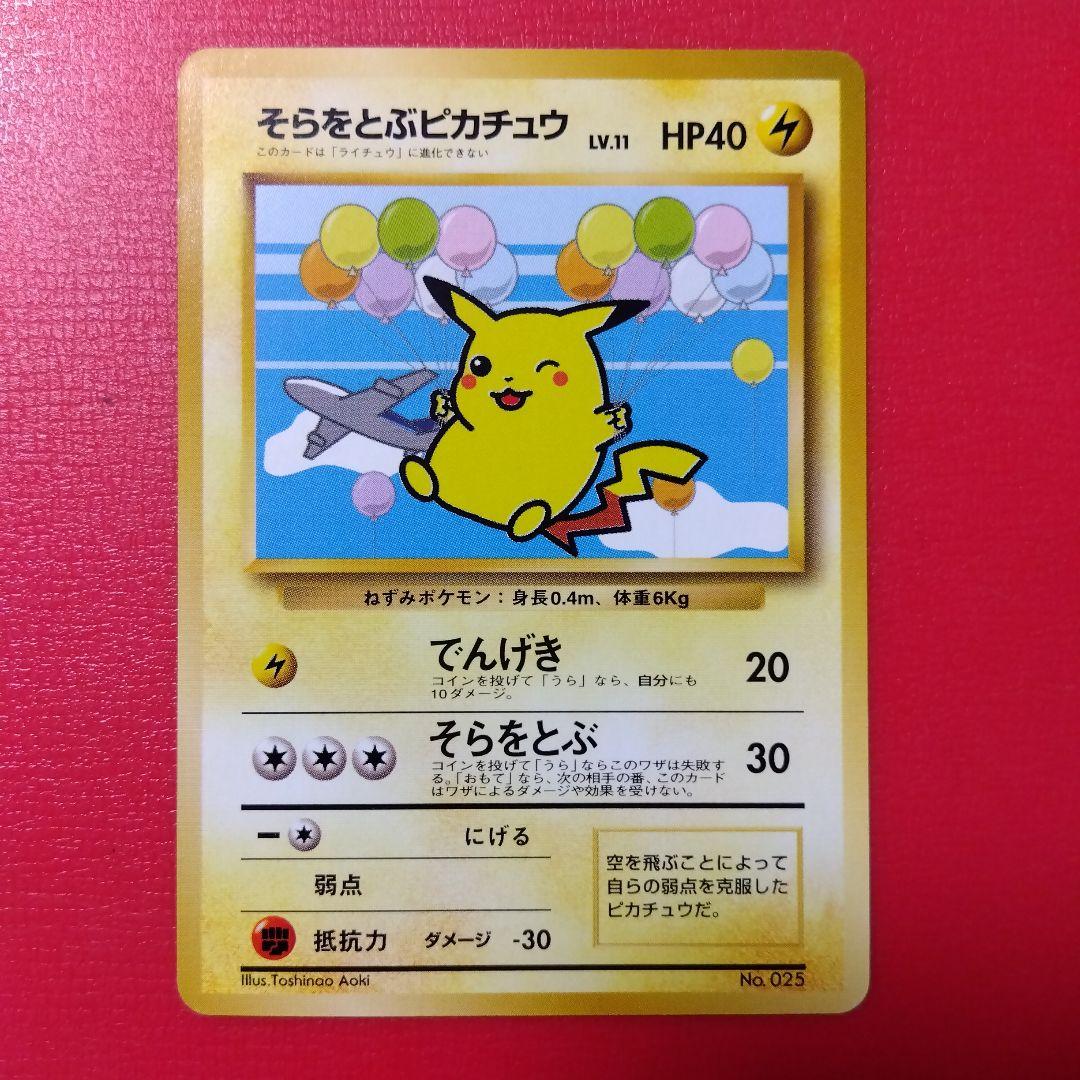 そらをとぶピカチュウ LV.11 HP40
このカードは「ライチュウ」に進化できない
ねずみポケモン：身長0.4m、体重6Kg
でんげき 20
コインを投げて「うら」なら、自分にも
10ダメージ。
そらをとぶ 30
コインを投げて「うら」ならこのワザは失敗す
る。「おもて」なら、次の相手の番、このカード
はワザによるダメージや効果を受けない。
にげる
弱点
抵抗力 ダメージ -30
空を飛ぶことによって
自らの弱点を克服した
ピカチュウだ。
Illus.Toshinao Aoki No. 025